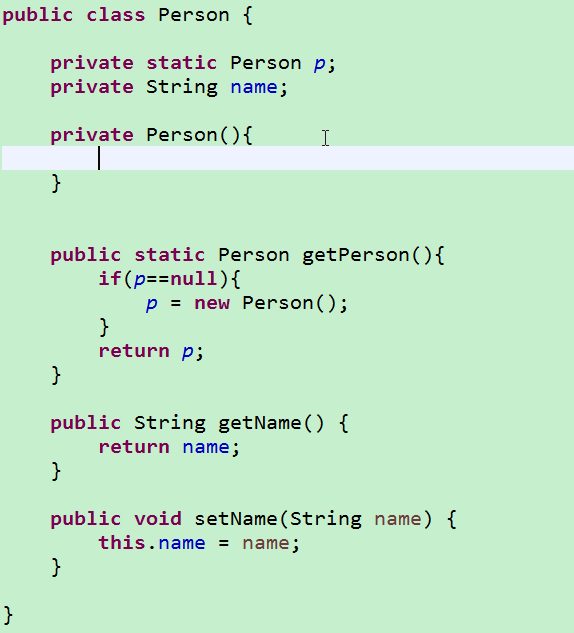 public class Person {
    private static Person p;
    private String name;
    private Person(){
    }
    public static Person getPerson(){
        if(p==null){
            p = new Person();
        }
        return p;
    }
    public String getName() {
        return name;
    }
    public void setName(String name) {
        this.name = name;
    }
}